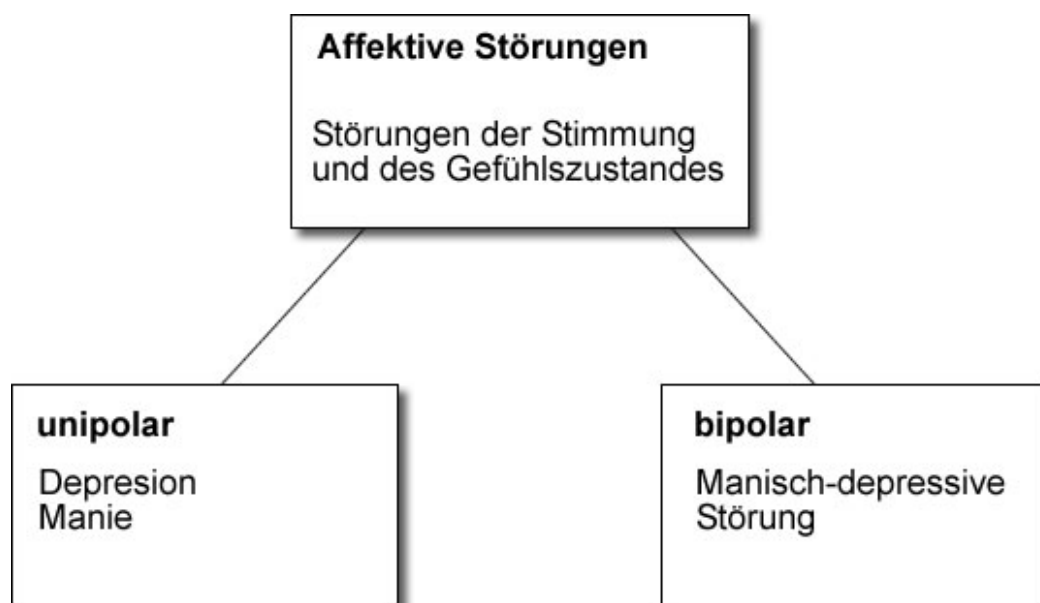 Affektive Störungen
Störungen der Stimmung
und des Gefühlszustandes
unipolar
Depresion
Manie
bipolar
Manisch-depressive
Störung